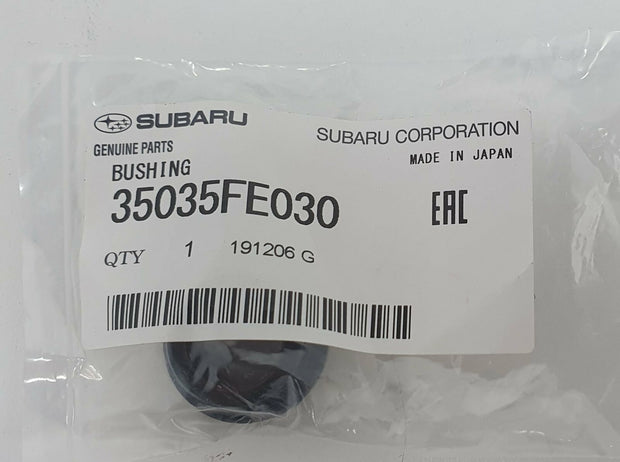 SUBARU
SUBARU CORPORATION
GENUINE PARTS
MADE IN JAPAN
BUSHING
35035FE030
EAC
QTY 1 191206 G